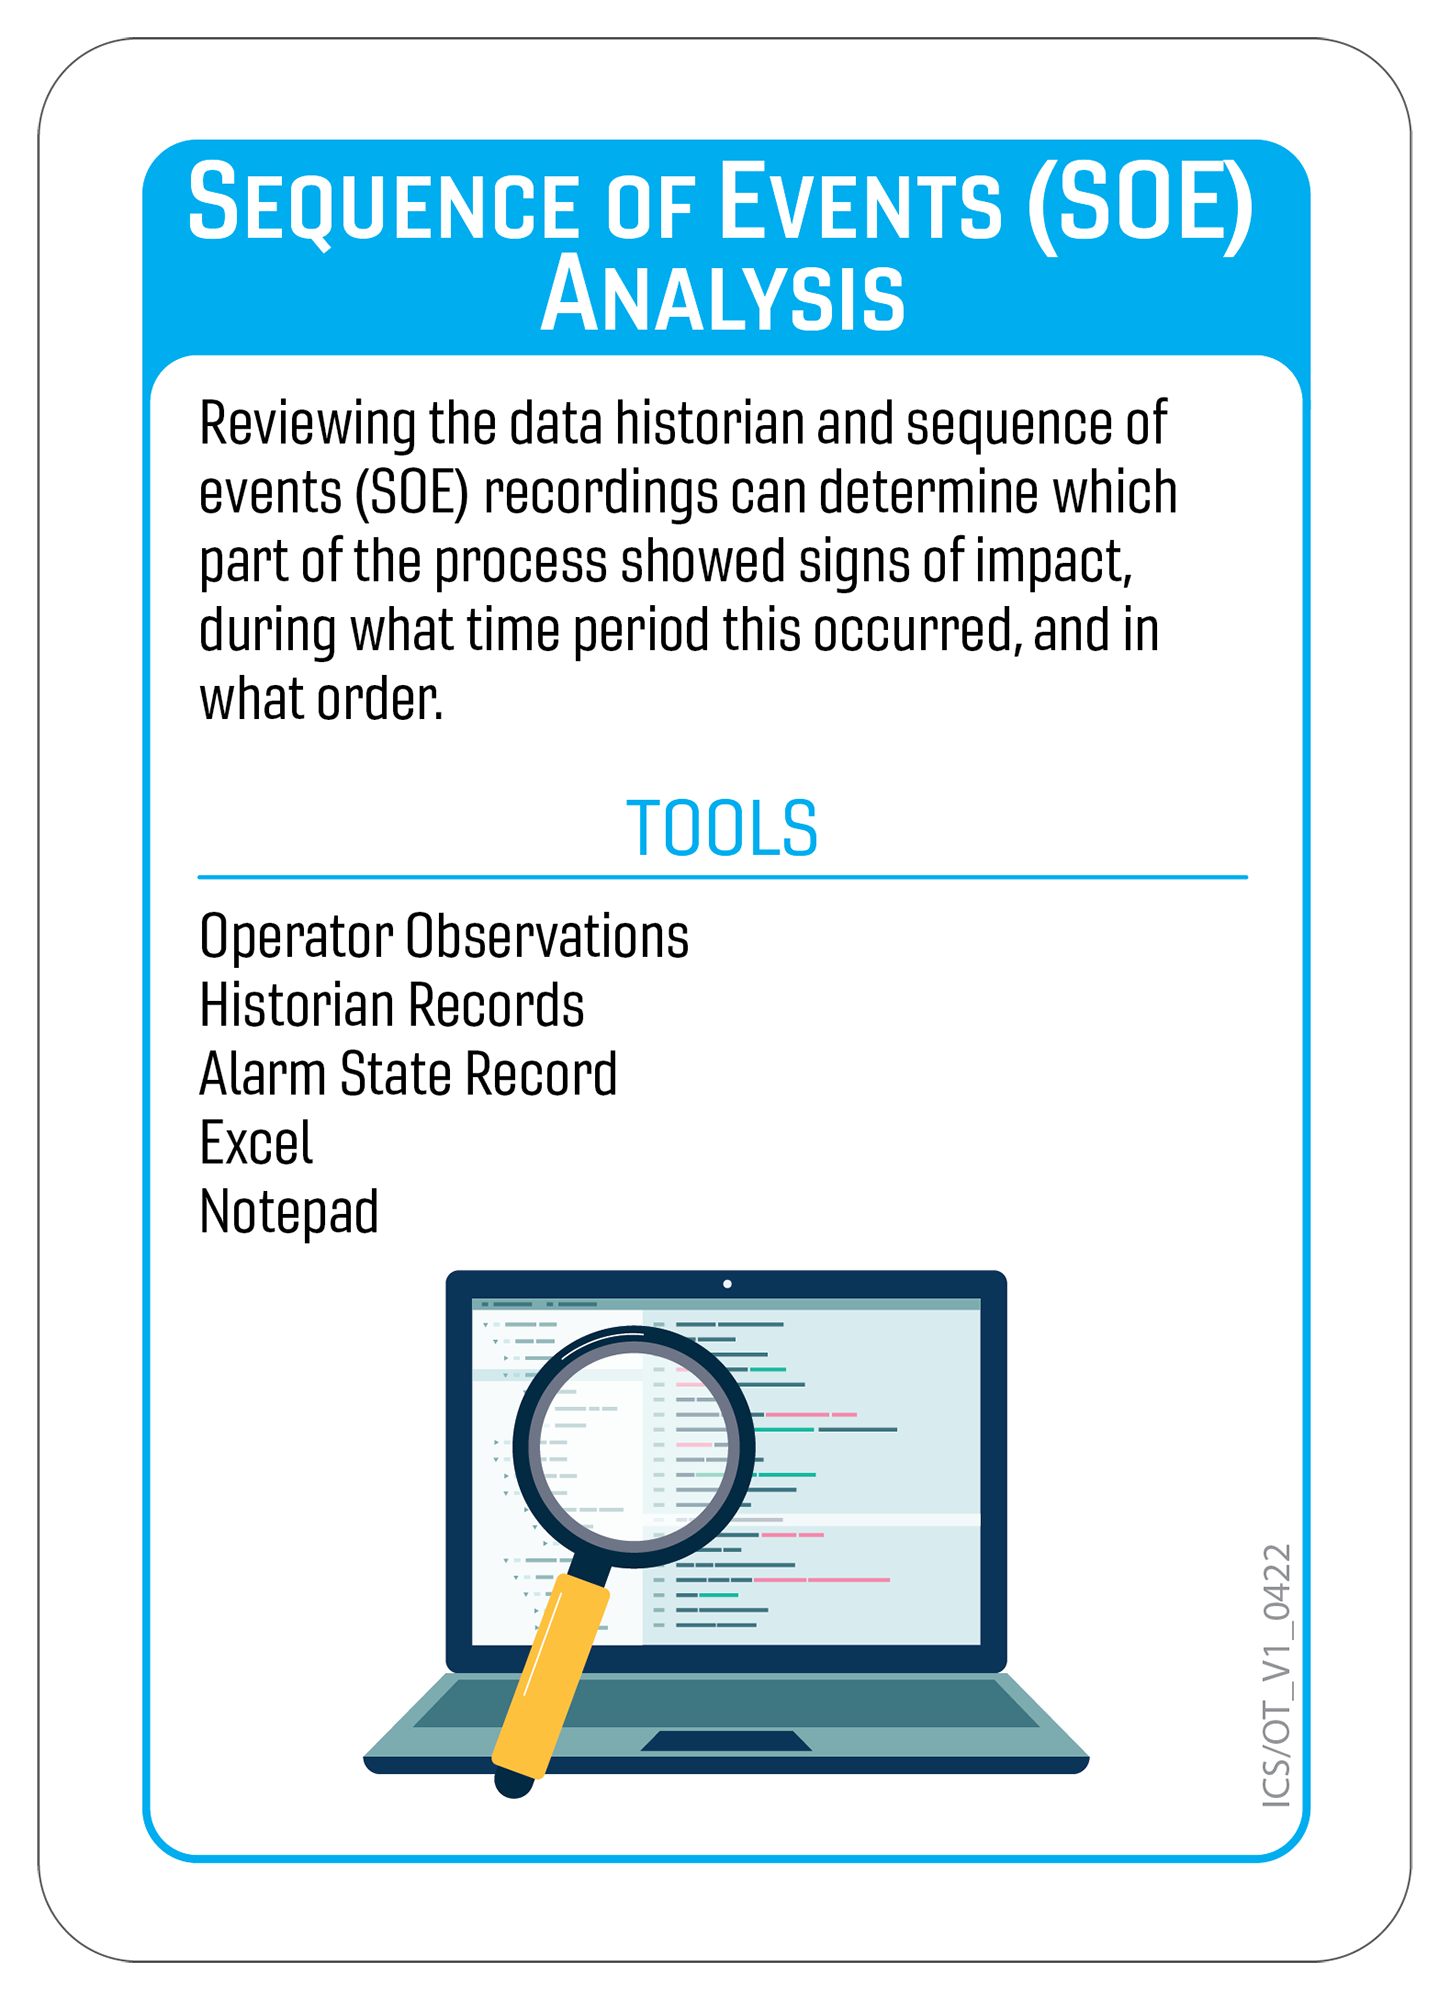 Sequence of Events (SOE)
Analysis
Reviewing the data historian and sequence of
events (SOE) recordings can determine which
part of the process showed signs of impact,
during what time period this occurred, and in
what order.
TOOLS
Operator Observations
Historian Records
Alarm State Record
Excel
Notepad
ICS/OT_V1_0422